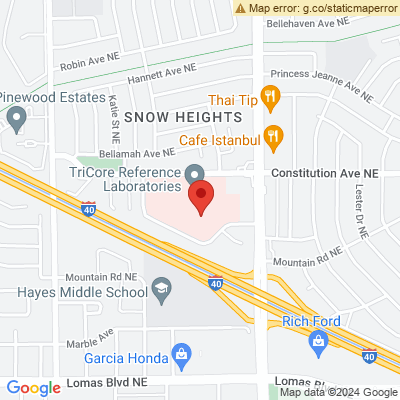 Map error: g.co/staticmaperror
Bellehaven Ave NE
Robin Ave NE
Hannett Ave NE
Princess Jeanne Ave NE
Pinewood Estates
Katie St NE
Thai Tip
SNOW HEIGHTS
Cafe Istanbul
Bellamah Ave NE
TriCore Reference
Laboratories
Constitution Ave NE
Lester Dr NE
40
Mountain Rd NE
Mountain Rd NE
40
Hayes Middle School
Rich Ford
Marble Ave
Garcia Honda
40
Lomas Blvd NE
Lomas Bl
Google
Map data ©2024 Google